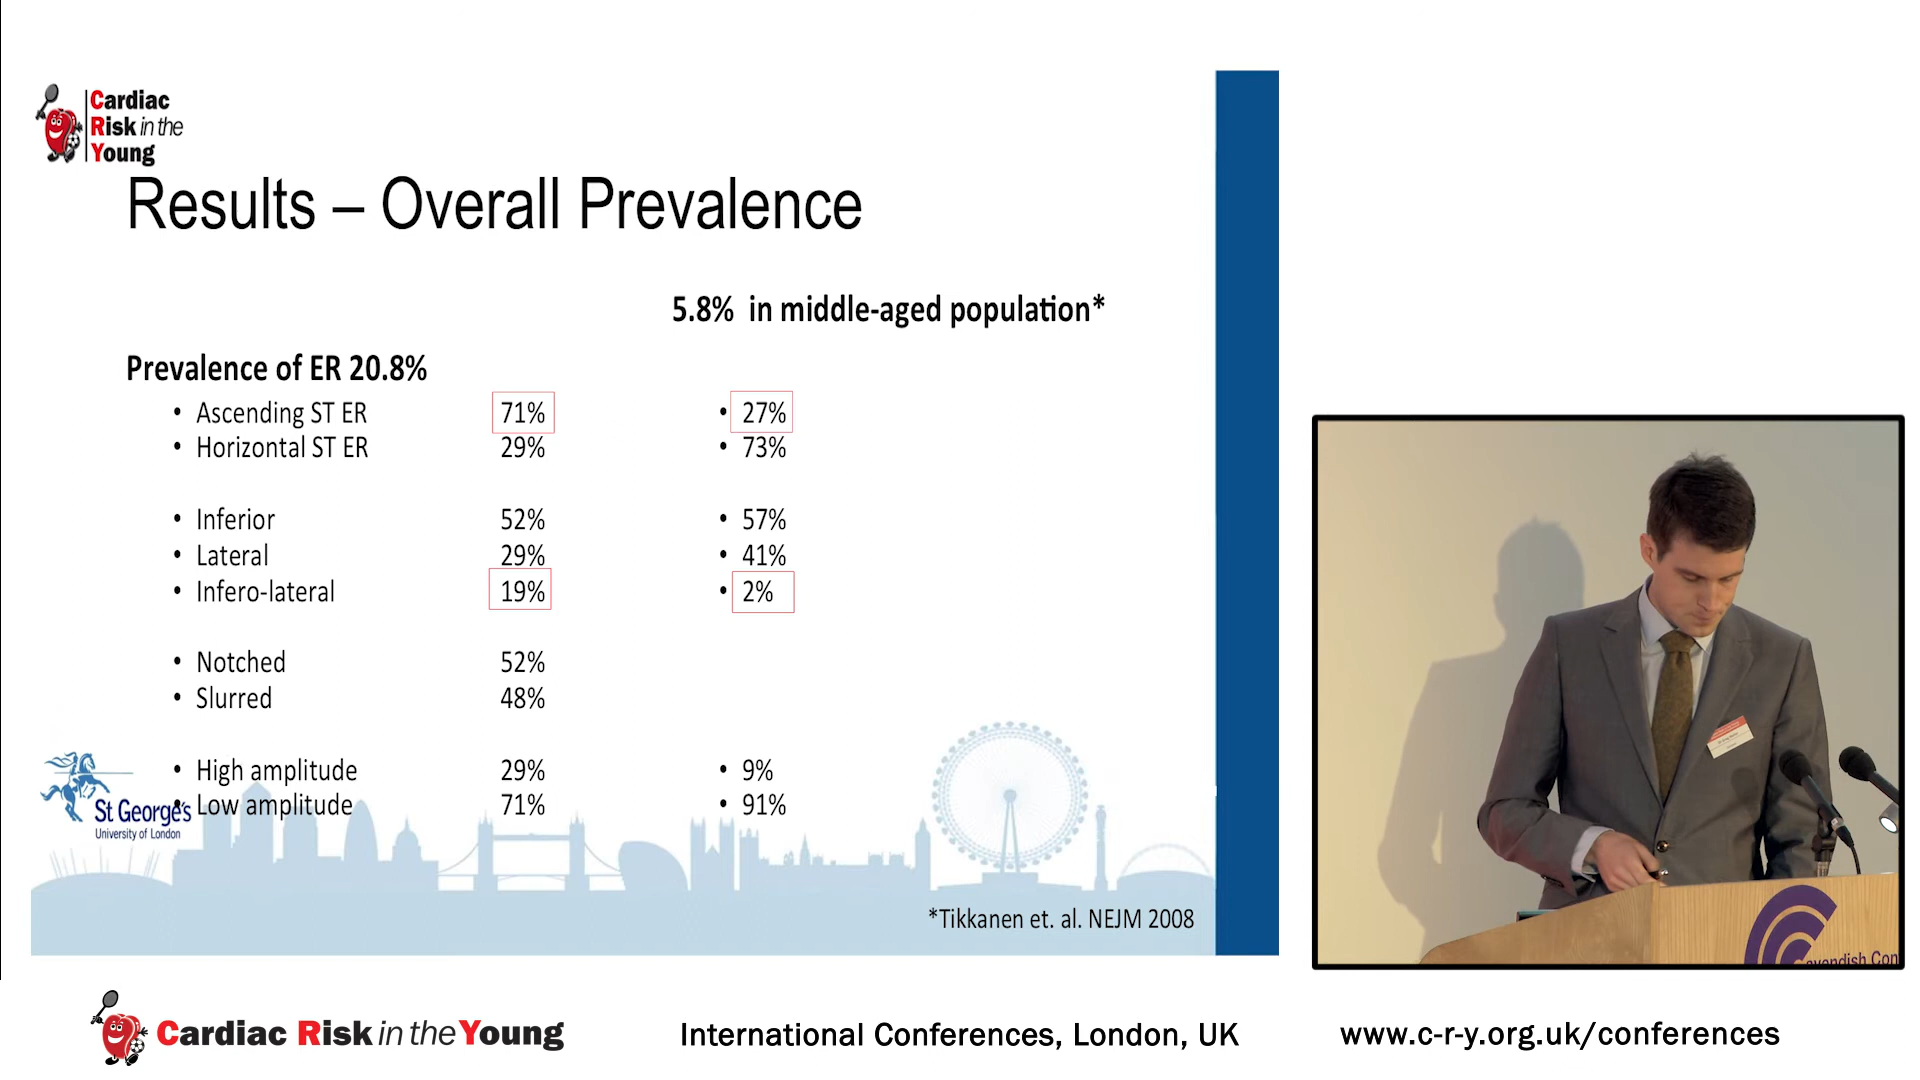 Cardiac
Risk in the
Young
Results – Overall Prevalence
5.8% in middle-aged population*
Prevalence of ER 20.8%
• Ascending ST ER 71% • 27%
• Horizontal ST ER 29% • 73%
• Inferior 52% • 57%
• Lateral 29% • 41%
• Infero-lateral 19% • 2%
• Notched 52%
• Slurred 48%
• High amplitude 29% • 9%
• Low amplitude 71% • 91%
St George's
University of London
*Tikkanen et. al. NEJM 2008
Cardiac Risk in the Young
International Conferences, London, UK
www.c-r-y.org.uk/conferences